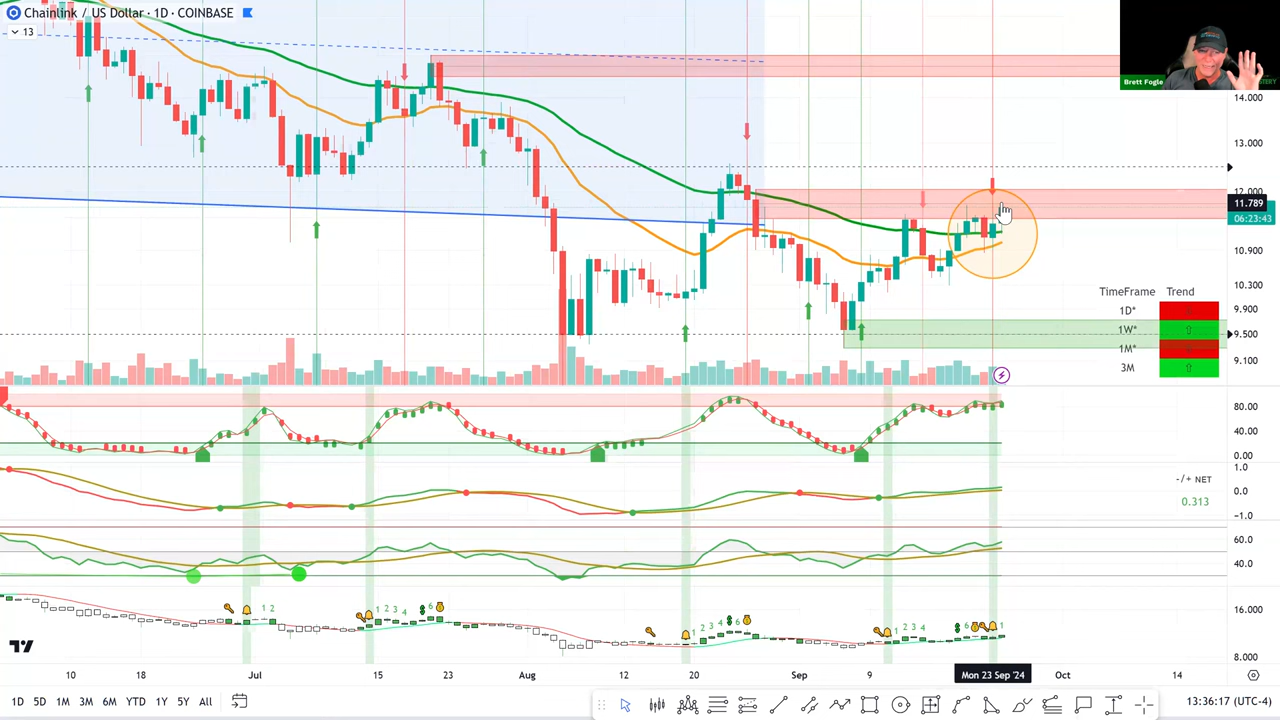 Chainlink / US Dollar · 1D · COINBASE
13
Brett Fogle
14.000
13.000
12.000
11.789
06:23:43
10.900
10.300
9.900
9.500
9.100
TimeFrame Trend
1D*
1W*
1M*
3M
80.00
40.00
0.00
1.0
-/+ NET
0.0
0.313
−1.0
60.0
40.0
16.000
1 2
1 2 3 4
6
1 2 3 4
6
1 2 3 4
6
1
8.000
10 18 Jul 15 23 Aug 12 20 Sep 9 Mon 23 Sep '24 Oct 14
1D 5D 1M 3M 6M YTD 1Y 5Y All
13:36:17 (UTC-4)